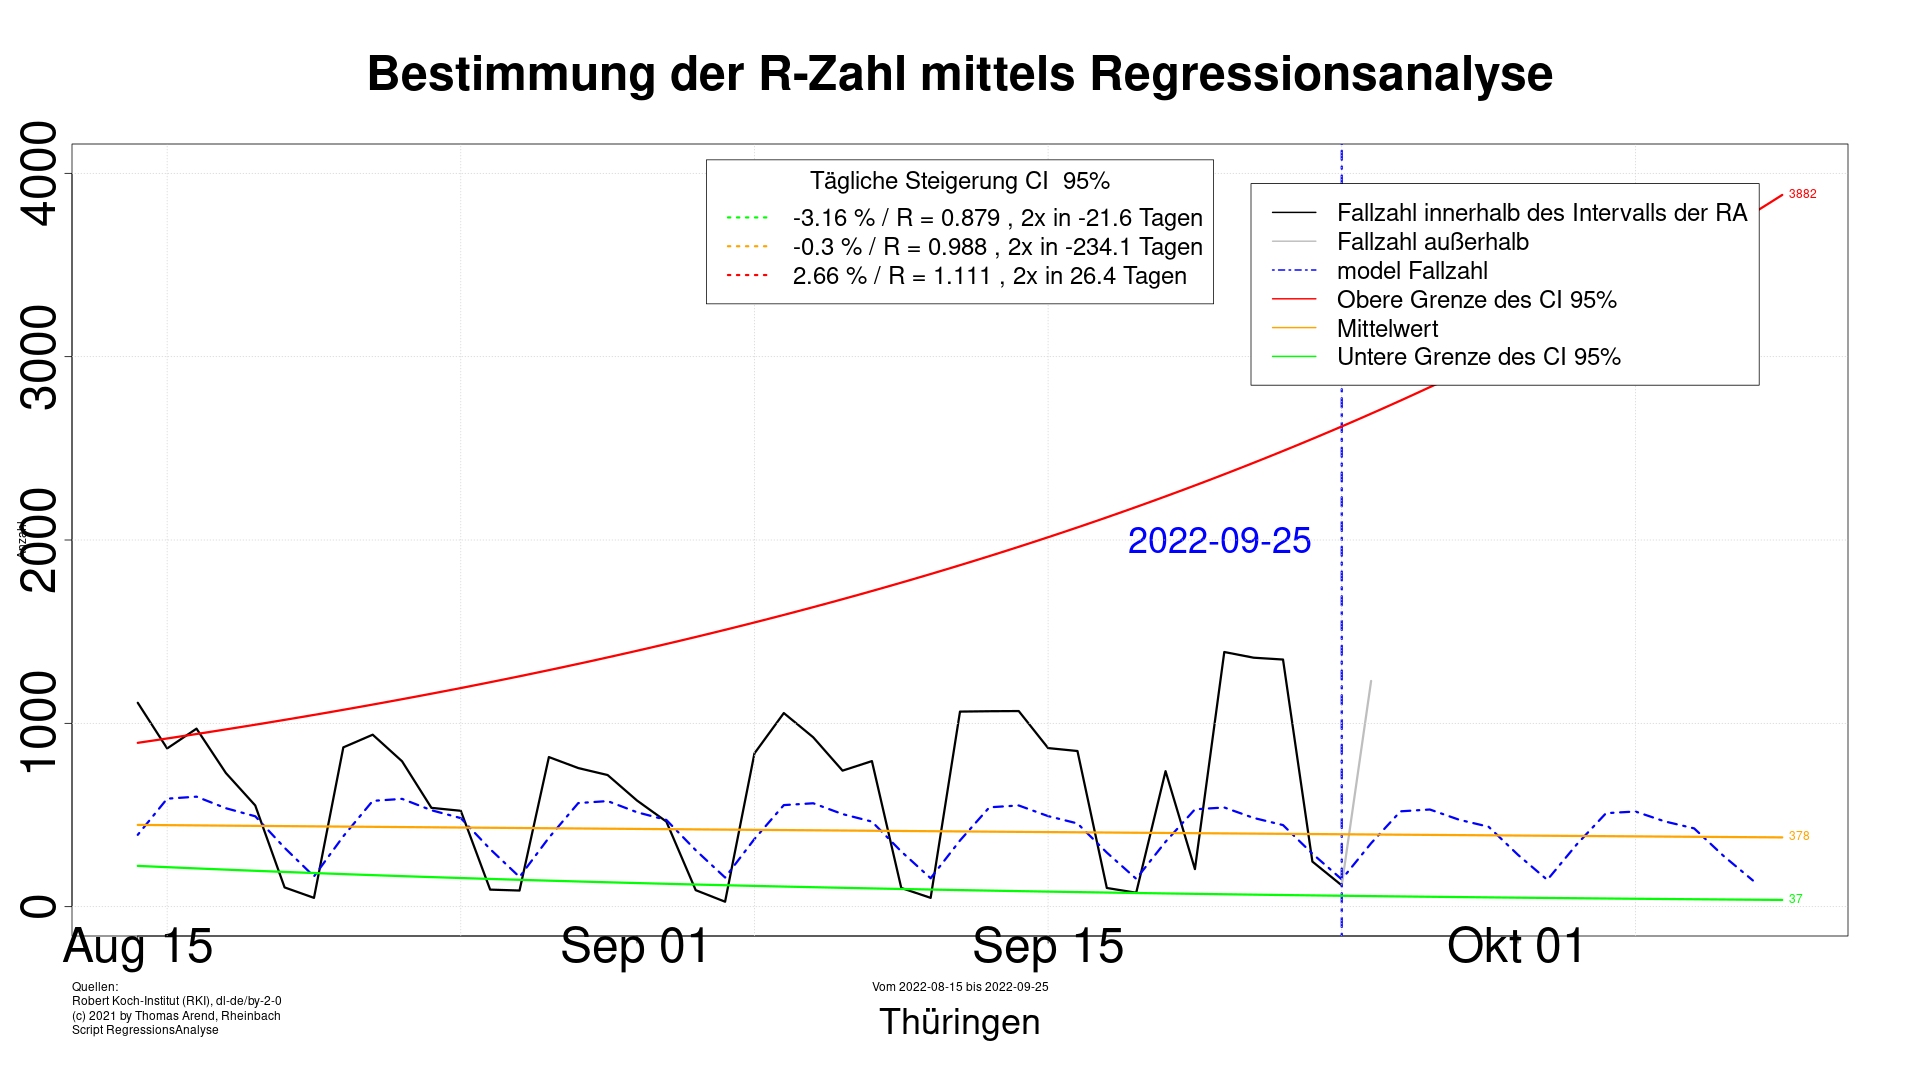 Bestimmung der R-Zahl mittels Regressionsanalyse
Anzahl
4000
3000
2000
1000
0
Tägliche Steigerung CI  95%
-3.16 % / R = 0.879 , 2x in -21.6 Tagen
-0.3 % / R = 0.988 , 2x in -234.1 Tagen
2.66 % / R = 1.111 , 2x in 26.4 Tagen
Fallzahl innerhalb des Intervalls der RA
Fallzahl außerhalb
model Fallzahl
Obere Grenze des CI 95%
Mittelwert
Untere Grenze des CI 95%
3882
2022-09-25
378
37
Aug 15
Sep 01
Sep 15
Okt 01
Quellen:
Robert Koch-Institut (RKI), dl-de/by-2-0
(c) 2021 by Thomas Arend, Rheinbach
Script RegressionsAnalyse
Vom 2022-08-15 bis 2022-09-25
Thüringen